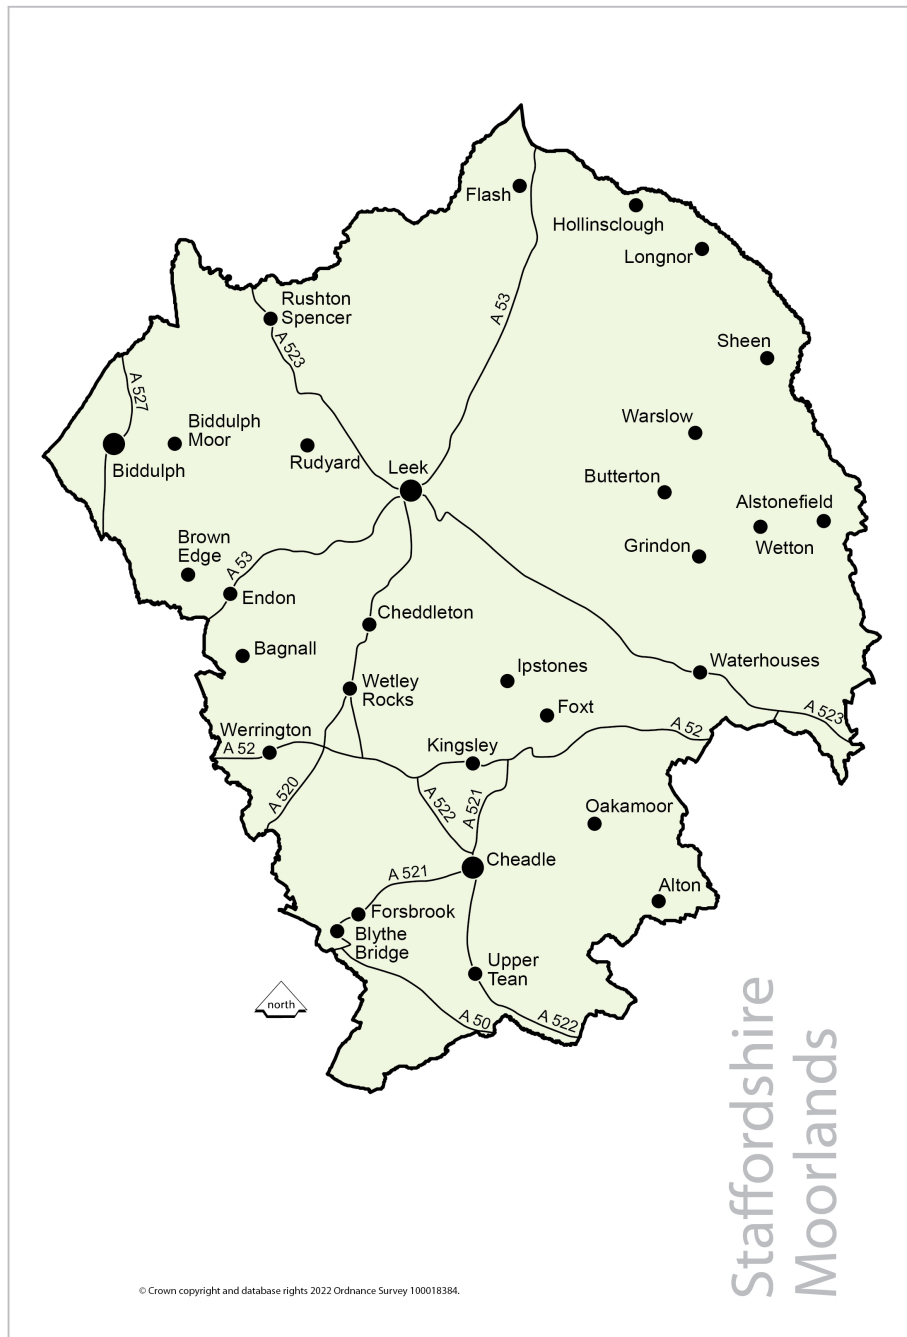 Flash
Hollinsclough
Longnor
Rushton
Spencer
A 53
A 523
Sheen
A 527
Biddulph
Moor
Warslow
Biddulph
Rudyard
Leek
Butterton
Alstonefield
Brown
Edge
Grindon
Wetton
A 53
Endon
Cheddleton
Bagnall
Ipstones
Waterhouses
Wetley
Rocks
Foxt
A 523
Werrington
A 52
Kingsley
A 52
A 520
A 522
A 521
Oakamoor
Cheadle
A 521
Alton
Forsbrook
Blythe
Bridge
Upper
Tean
north
A 50
A 522
Staffordshire
Moorlands
© Crown copyright and database rights 2022 Ordnance Survey 100018384.